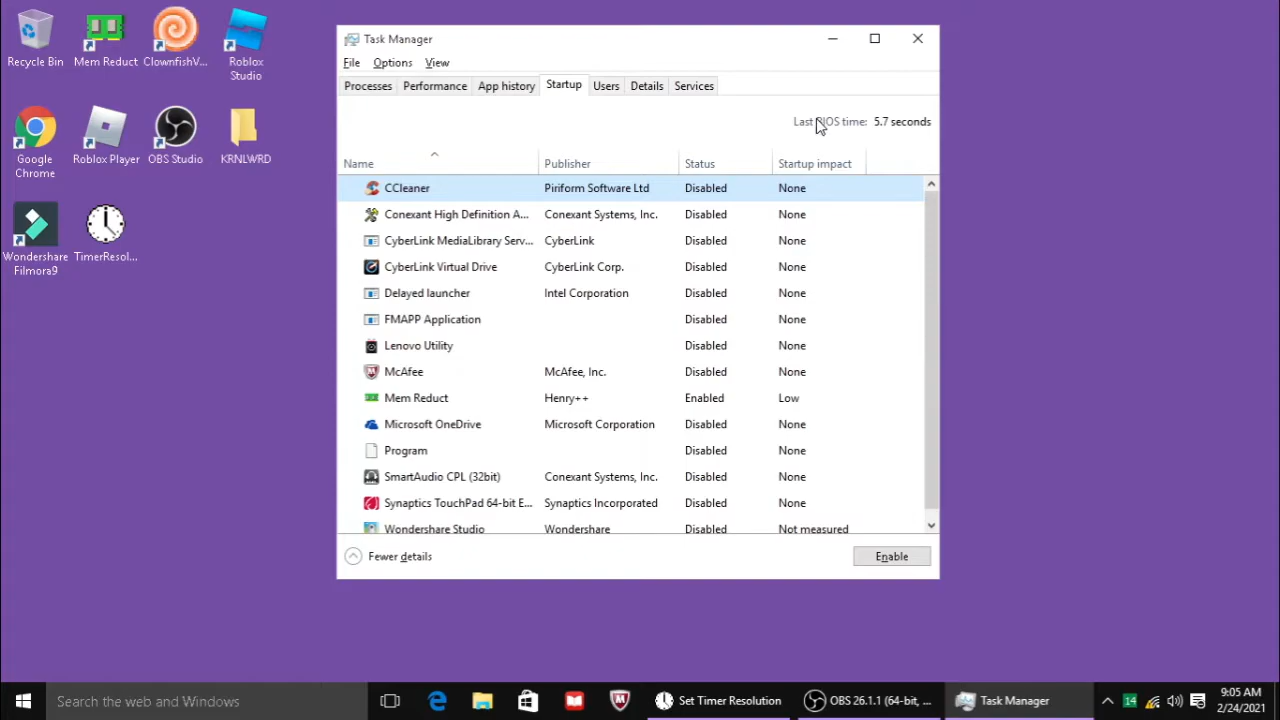 Recycle Bin
Mem Reduct
ClownfishV...
Roblox
Studio
Google
Chrome
Roblox Player
OBS Studio
KRNLWRD
Wondershare
Filmora9
TimerResol...
Task Manager
File Options View
Processes Performance App history Startup Users Details Services
Last BIOS time: 5.7 seconds
Name Publisher Status Startup impact
CCleaner Piriform Software Ltd Disabled None
Conexant High Definition A... Conexant Systems, Inc. Disabled None
CyberLink MediaLibrary Serv... CyberLink Disabled None
CyberLink Virtual Drive CyberLink Corp. Disabled None
Delayed launcher Intel Corporation Disabled None
FMAPP Application Disabled None
Lenovo Utility Disabled None
McAfee McAfee, Inc. Disabled None
Mem Reduct Henry++ Enabled Low
Microsoft OneDrive Microsoft Corporation Disabled None
Program Disabled None
SmartAudio CPL (32bit) Conexant Systems, Inc. Disabled None
Synaptics TouchPad 64-bit E... Synaptics Incorporated Disabled None
Wondershare Studio Wondershare Disabled Not measured
Fewer details Enable
Search the web and Windows
Set Timer Resolution
OBS 26.1.1 (64-bit, ...
Task Manager
14
9:05 AM
2/24/2021